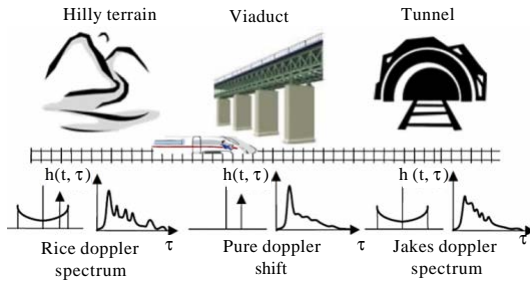 Hilly terrain
Viaduct
Tunnel
h(t, τ)
h(t, τ)
h (t, τ)
τ
τ
τ
Rice doppler
spectrum
Pure doppler
shift
Jakes doppler
spectrum